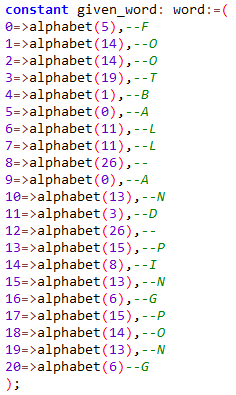 constant given_word: word:=(
0=>alphabet(5),--F
1=>alphabet(14),--O
2=>alphabet(14),--O
3=>alphabet(19),--T
4=>alphabet(1),--B
5=>alphabet(0),--A
6=>alphabet(11),--L
7=>alphabet(11),--L
8=>alphabet(26),--
9=>alphabet(0),--A
10=>alphabet(13),--N
11=>alphabet(3),--D
12=>alphabet(26),--
13=>alphabet(15),--P
14=>alphabet(8),--I
15=>alphabet(13),--N
16=>alphabet(6),--G
17=>alphabet(15),--P
18=>alphabet(14),--O
19=>alphabet(13),--N
20=>alphabet(6)--G
);